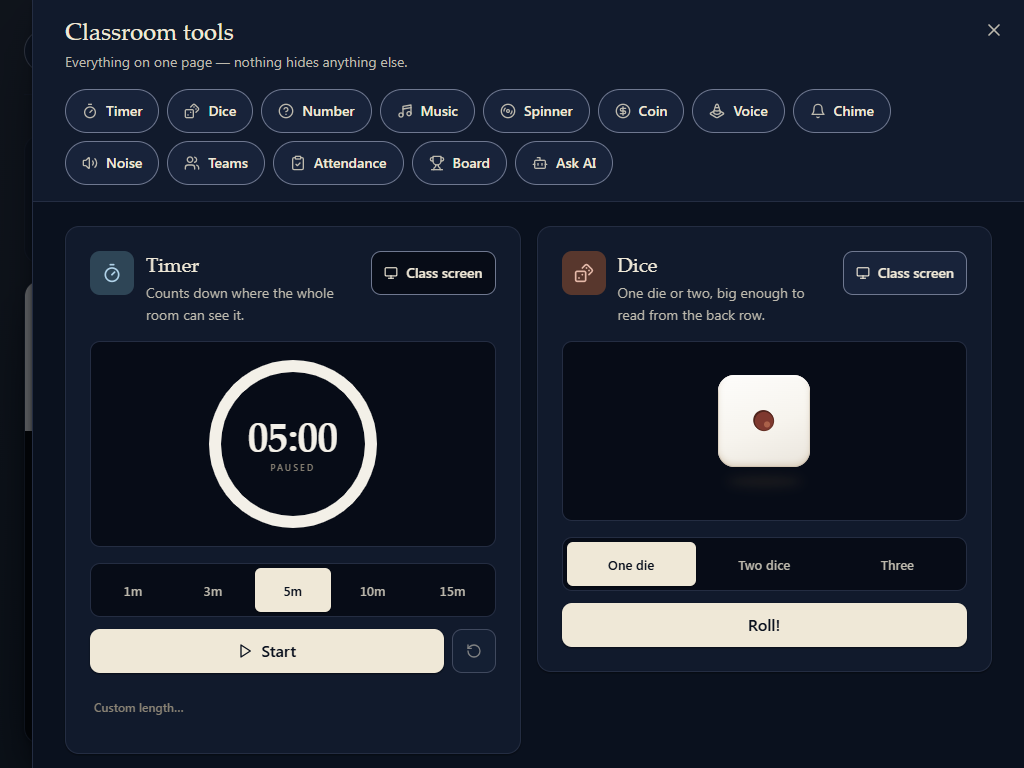 Classroom tools
Everything on one page — nothing hides anything else.
Timer
Dice
Number
Music
Spinner
Coin
Voice
Chime
Noise
Teams
Attendance
Board
Ask AI
Timer
Counts down where the whole
room can see it.
Class screen
05:00
PAUSED
1m
3m
5m
10m
15m
Start
Custom length...
Dice
One die or two, big enough to
read from the back row.
Class screen
One die
Two dice
Three
Roll!